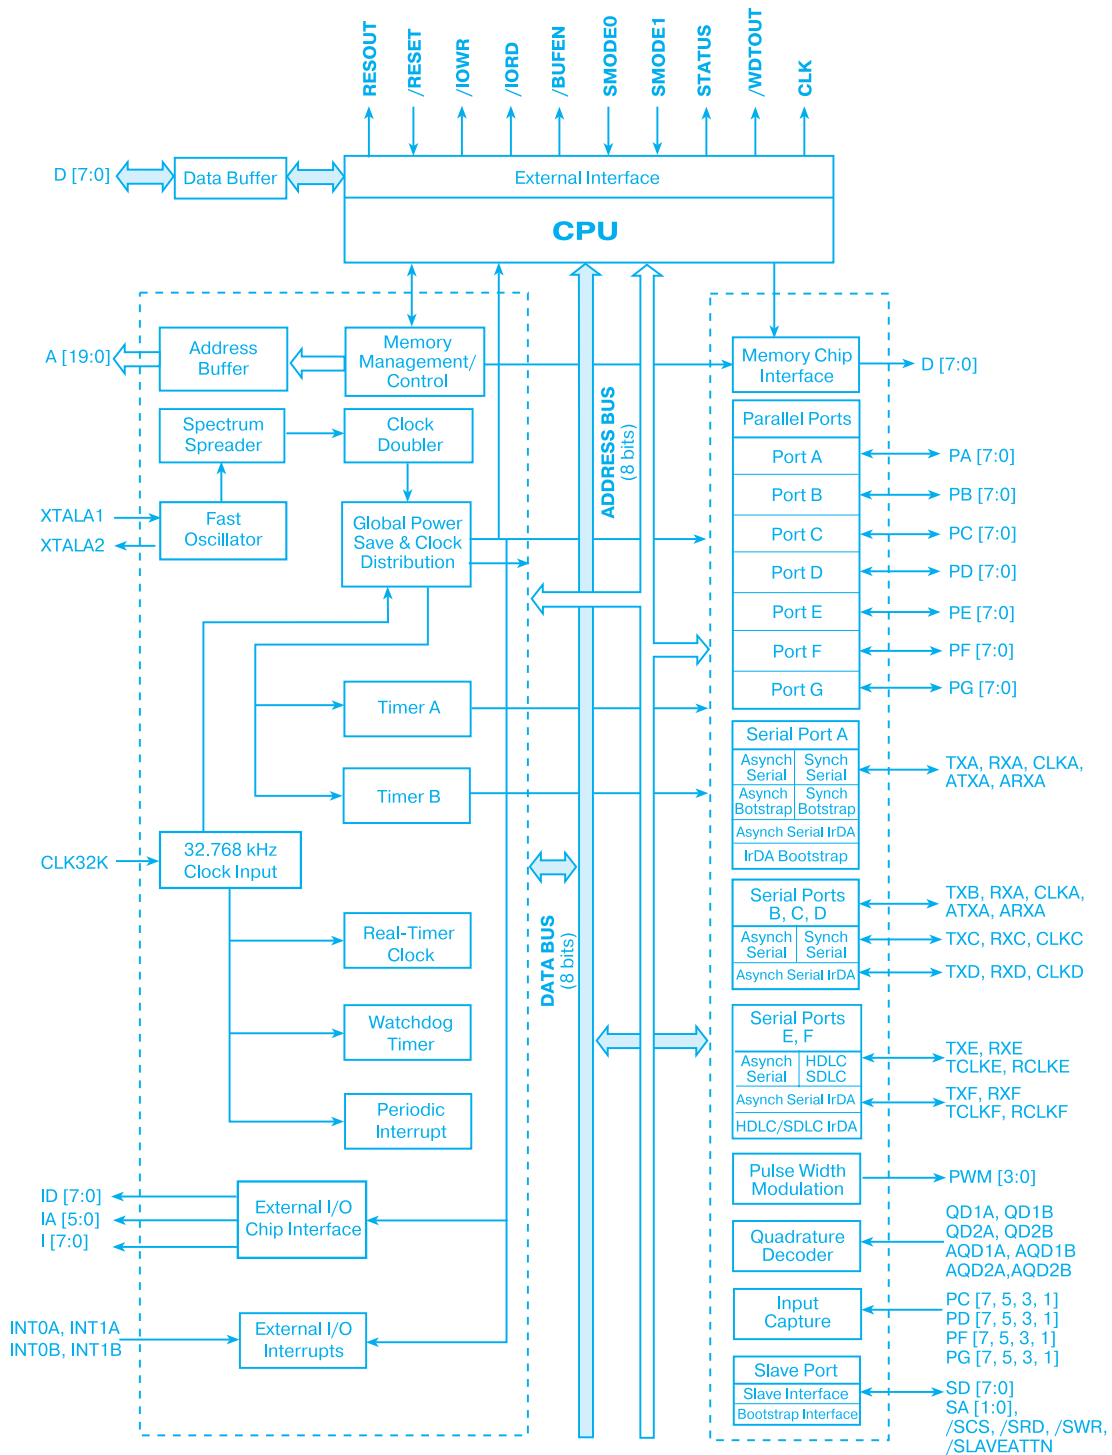 RESOUT
/RESET
/IOWR
/IORD
/BUFEN
SMODE0
SMODE1
STATUS
/WDTOUT
CLK
D [7:0]
Data Buffer
External Interface
CPU
A [19:0]
Address
Buffer
Memory
Management/
Control
Memory Chip
Interface
D [7:0]
Spectrum
Spreader
Clock
Doubler
ADDRESS BUS
(8 bits)
Parallel Ports
Port A
PA [7:0]
Port B
PB [7:0]
Port C
PC [7:0]
Port D
PD [7:0]
Port E
PE [7:0]
Port F
PF [7:0]
Port G
PG [7:0]
XTALA1
XTALA2
Fast
Oscillator
Global Power
Save & Clock
Distribution
Timer A
Timer B
Serial Port A
Asynch
Serial
Synch
Serial
Asynch
Botstrap
Synch
Botstrap
Asynch Serial IrDA
IrDA Bootstrap
TXA, RXA, CLKA,
ATXA, ARXA
CLK32K
32.768 kHz
Clock Input
DATA BUS
(8 bits)
Real-Timer
Clock
Watchdog
Timer
Periodic
Interrupt
Serial Ports
B, C, D
Asynch
Serial
Synch
Serial
Asynch Serial IrDA
TXB, RXA, CLKA,
ATXA, ARXA
TXC, RXC, CLKC
TXD, RXD, CLKD
Serial Ports
E, F
Asynch
Serial
HDLC
SDLC
Asynch Serial IrDA
HDLC/SDLC IrDA
TXE, RXE
TCLKE, RCLKE
TXF, RXF
TCLKF, RCLKF
ID [7:0]
IA [5:0]
I [7:0]
External I/O
Chip Interface
Pulse Width
Modulation
PWM [3:0]
Quadrature
Decoder
QD1A, QD1B
QD2A, QD2B
AQD1A, AQD1B
AQD2A,AQD2B
INT0A, INT1A
INT0B, INT1B
External I/O
Interrupts
Input
Capture
PC [7, 5, 3, 1]
PD [7, 5, 3, 1]
PF [7, 5, 3, 1]
PG [7, 5, 3, 1]
Slave Port
Slave Interface
Bootstrap Interface
SD [7:0]
SA [1:0],
/SCS, /SRD, /SWR,
/SLAVEATTN